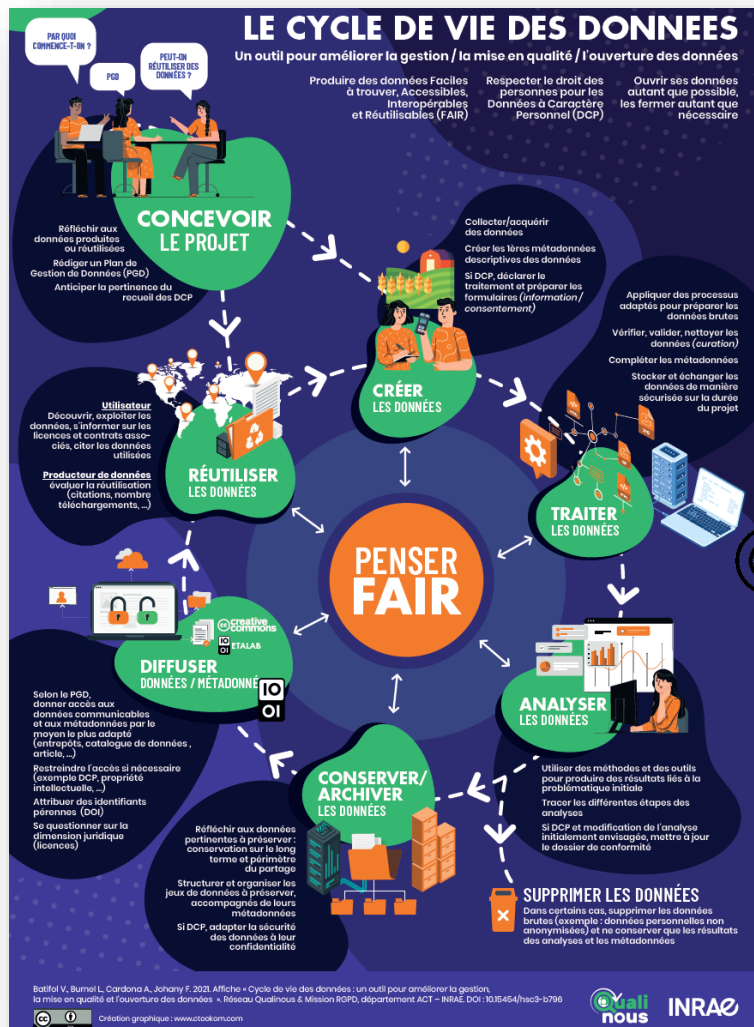 LE CYCLE DE VIE DES DONNEES
Un outil pour améliorer la gestion / la mise en qualité / l'ouverture des données
Produire des données Faciles
à trouver, Accessibles,
Interopérables
et Réutilisables (FAIR)
Respecter le droit des
personnes pour les
Données à Caractère
Personnel (DCP)
Ouvrir ses données
autant que possible,
les fermer autant que
nécessaire
PAR QUOI
COMMENCE-T-ON ?
PGD
PEUT-ON
RÉUTILISER DES
DONNÉES ?
CONCEVOIR
LE PROJET
Réfléchir aux
données produites
ou réutilisées
Rédiger un Plan de
Gestion de Données (PGD)
Anticiper la pertinence du
recueil des DCP
Collecter/acquérir
des données
Créer les 1ères métadonnées
descriptives des données
Si DCP, déclarer le
traitement et préparer les
formulaires (information /
consentement)
CRÉER
LES DONNÉES
Appliquer des processus
adaptés pour préparer les
données brutes
Vérifier, valider, nettoyer les
données (curation)
Compléter les métadonnées
Stocker et échanger les
données de manière
sécurisée sur la durée
du projet
TRAITER
LES DONNÉES
Utilisateur
Découvrir, exploiter les
données, s'informer sur les
licences et contrats asso-
ciés, citer les données
utilisées
Producteur de données
évaluer la réutilisation
(citations, nombre
téléchargements, ...)
RÉUTILISER
LES DONNÉES
PENSER
FAIR
creative
commons
ETALAB
DIFFUSER
DONNÉES / MÉTADONNÉ
Selon le PGD,
donner accès aux
données communicables
et aux métadonnées par le
moyen le plus adapté
(entrepôts, catalogue de données ,
article, ...)
Restreindre l'accès si nécessaire
(exemple DCP, propriété
intellectuelle, ...)
Attribuer des identifiants
pérennes (DOI)
Se questionner sur la
dimension juridique
(licences)
ANALYSER
LES DONNÉES
Utiliser des méthodes et des outils
pour produire des résultats liés à la
problématique initiale
Tracer les différentes étapes des
analyses
Si DCP et modification de l'analyse
initialement envisagée, mettre à jour
le dossier de conformité
CONSERVER/
ARCHIVER
LES DONNÉES
Réfléchir aux données
pertinentes à préserver :
conservation sur le long
terme et périmètre
du partage
Structurer et organiser les
jeux de données à préserver,
accompagnés de leurs
métadonnées
Si DCP, adapter la sécurité
des données à leur
confidentialité
SUPPRIMER LES DONNÉES
Dans certains cas, supprimer les données
brutes (exemple : données personnelles non
anonymisées) et ne conserver que les résultats
des analyses et les métadonnées
Batifol V., Burnel L., Cardona A., Johany F. 2021. Affiche « Cycle de vie des données : un outil pour améliorer la gestion,
la mise en qualité et l'ouverture des données ». Réseau Qualinous & Mission RGPD, département ACT – INRAE. DOI : 10.15454/hsc3-b796
Création graphique : www.ctookom.com
Quali
nous
INRAE